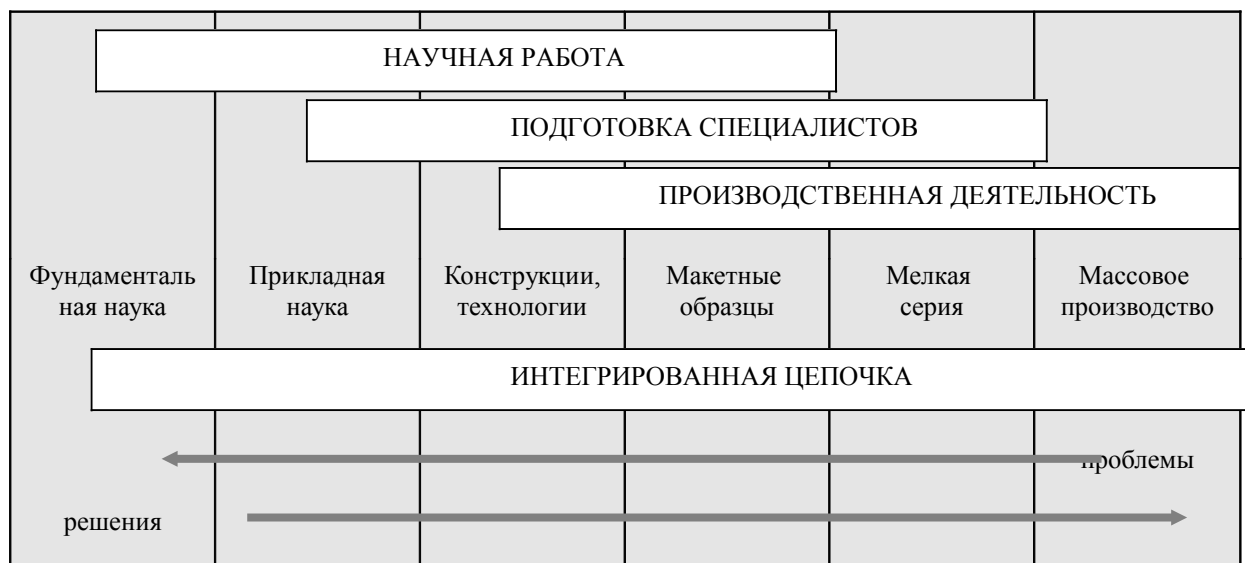 НАУЧНАЯ РАБОТА
ПОДГОТОВКА СПЕЦИАЛИСТОВ
ПРОИЗВОДСТВЕННАЯ ДЕЯТЕЛЬНОСТЬ
Фундаменталь
ная наука
Прикладная
наука
Конструкции,
технологии
Макетные
образцы
Мелкая
серия
Массовое
производство
ИНТЕГРИРОВАННАЯ ЦЕПОЧКА
проблемы
решения